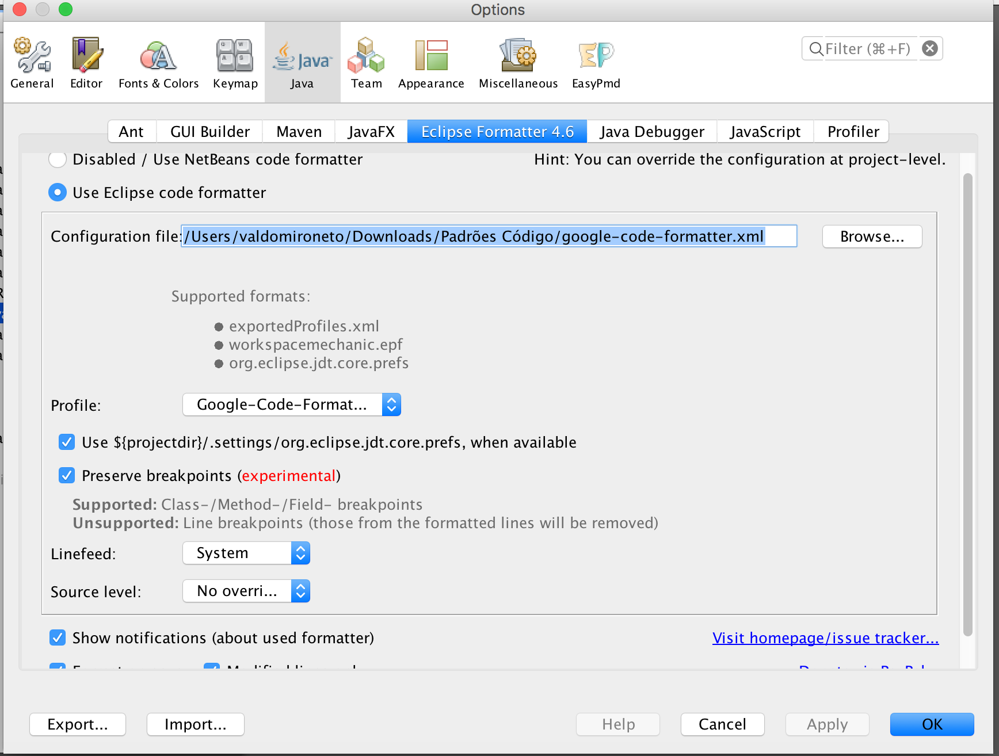 Options
Filter (⌘+F)
General Editor Fonts & Colors Keymap Java Team Appearance Miscellaneous EasyPmd
Ant GUI Builder Maven JavaFX Eclipse Formatter 4.6 Java Debugger JavaScript Profiler
Disabled / Use NetBeans code formatter Hint: You can override the configuration at project-level.
Use Eclipse code formatter
Configuration file: /Users/valdomironeto/Downloads/Padrões Código/google-code-formatter.xml Browse...
Supported formats:
exportedProfiles.xml
workspacemechanic.epf
org.eclipse.jdt.core.prefs
Profile: Google-Code-Format...
Use ${projectdir}/.settings/org.eclipse.jdt.core.prefs, when available
Preserve breakpoints (experimental)
Supported: Class-/Method-/Field- breakpoints
Unsupported: Line breakpoints (those from the formatted lines will be removed)
Linefeed: System
Source level: No overri...
Show notifications (about used formatter) Visit homepage/issue tracker...
Export... Import... Help Cancel Apply OK